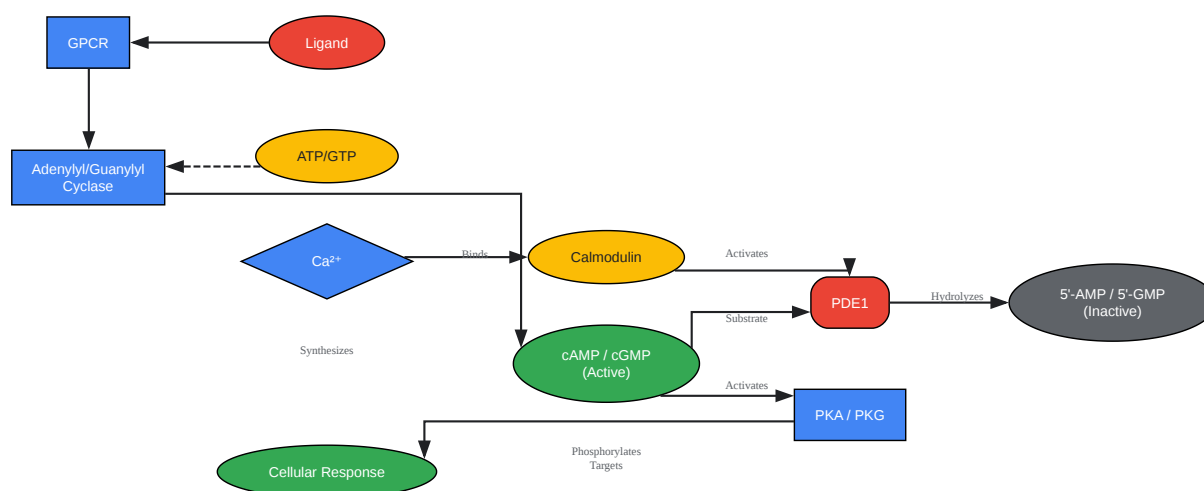 GPCR
Ligand
ATP/GTP
Adenylyl/Guanylyl
Cyclase
Ca²⁺
Binds
Calmodulin
Activates
PDE1
Hydrolyzes
5'-AMP / 5'-GMP
(Inactive)
Substrate
Synthesizes
cAMP / cGMP
(Active)
Activates
PKA / PKG
Phosphorylates
Targets
Cellular Response